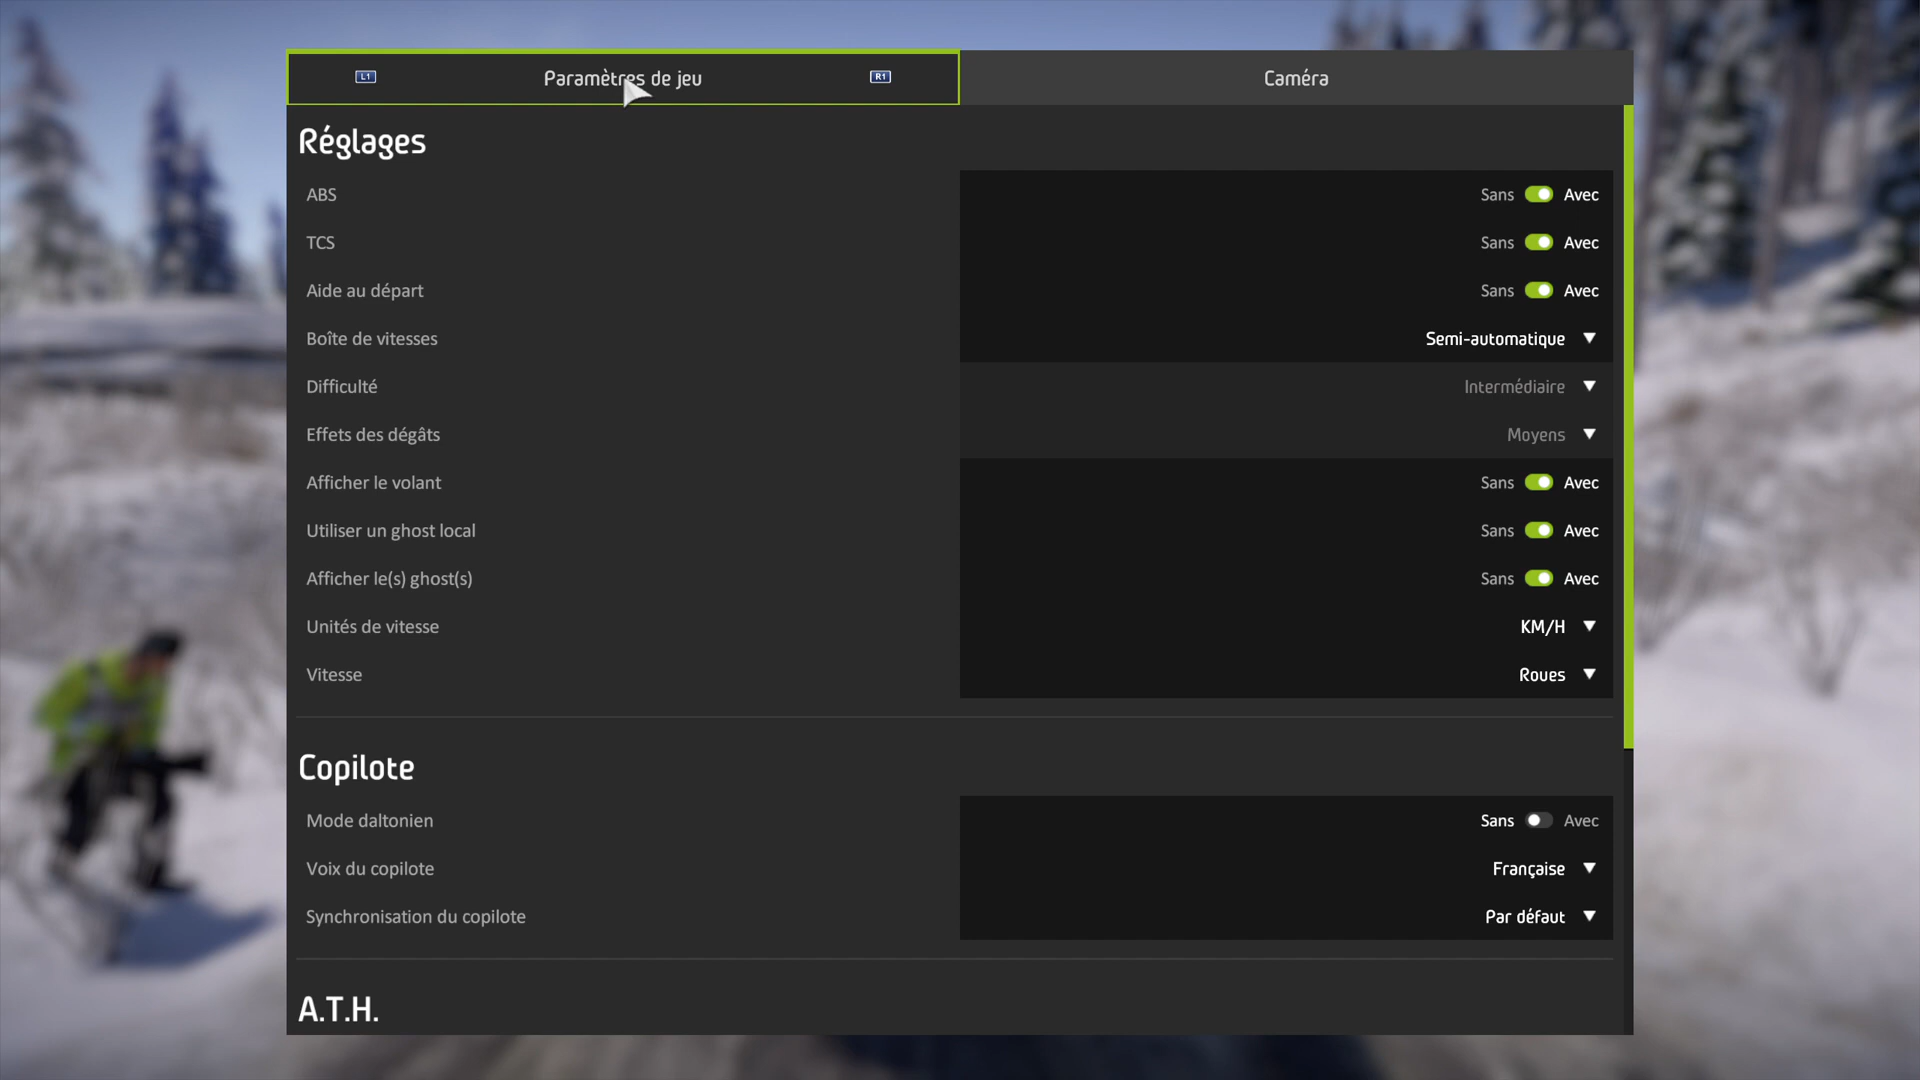 L1 Paramètres de jeu R1 Caméra
Réglages
ABS Sans Avec
TCS Sans Avec
Aide au départ Sans Avec
Boîte de vitesses Semi-automatique
Difficulté Intermédiaire
Effets des dégâts Moyens
Afficher le volant Sans Avec
Utiliser un ghost local Sans Avec
Afficher le(s) ghost(s) Sans Avec
Unités de vitesse KM/H
Vitesse Roues
Copilote
Mode daltonien Sans Avec
Voix du copilote Française
Synchronisation du copilote Par défaut
A.T.H.